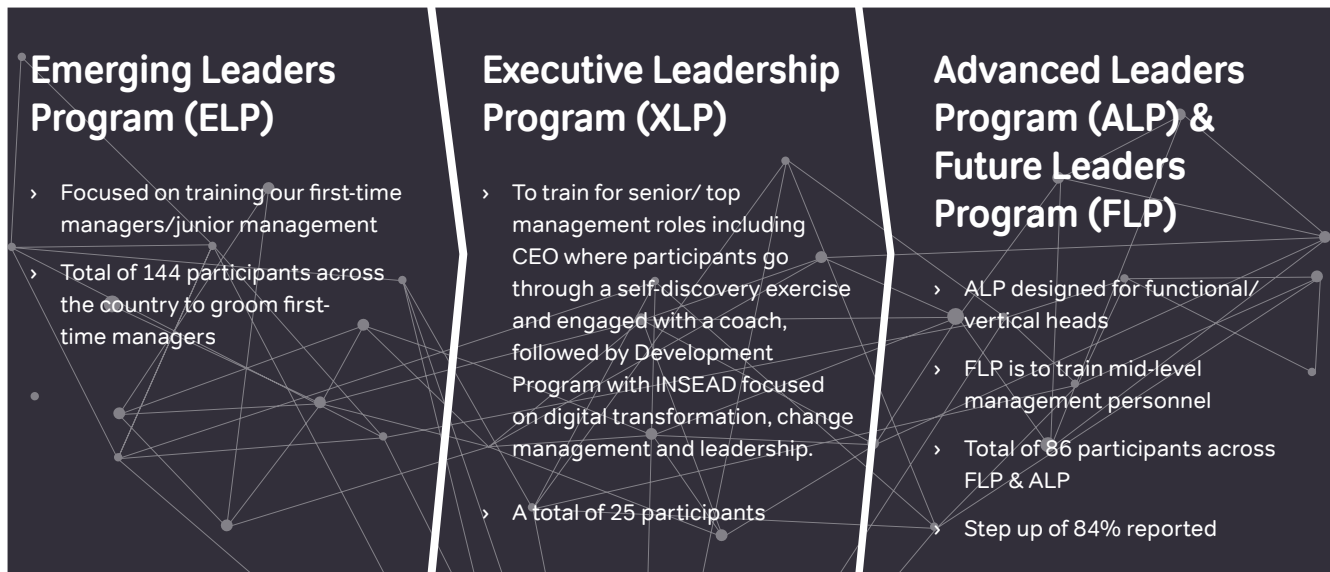 Emerging Leaders
Program (ELP)
› Focused on training our first-time
managers/junior management
› Total of 144 participants across
the country to groom first-
time managers
Executive Leadership
Program (XLP)
› To train for senior/ top
management roles including
CEO where participants go
through a self-discovery exercise
and engaged with a coach,
followed by Development
Program with INSEAD focused
on digital transformation, change
management and leadership.
› A total of 25 participants
Advanced Leaders
Program (ALP) &
Future Leaders
Program (FLP)
› ALP designed for functional/
vertical heads
› FLP is to train mid-level
management personnel
› Total of 86 participants across
FLP & ALP
› Step up of 84% reported